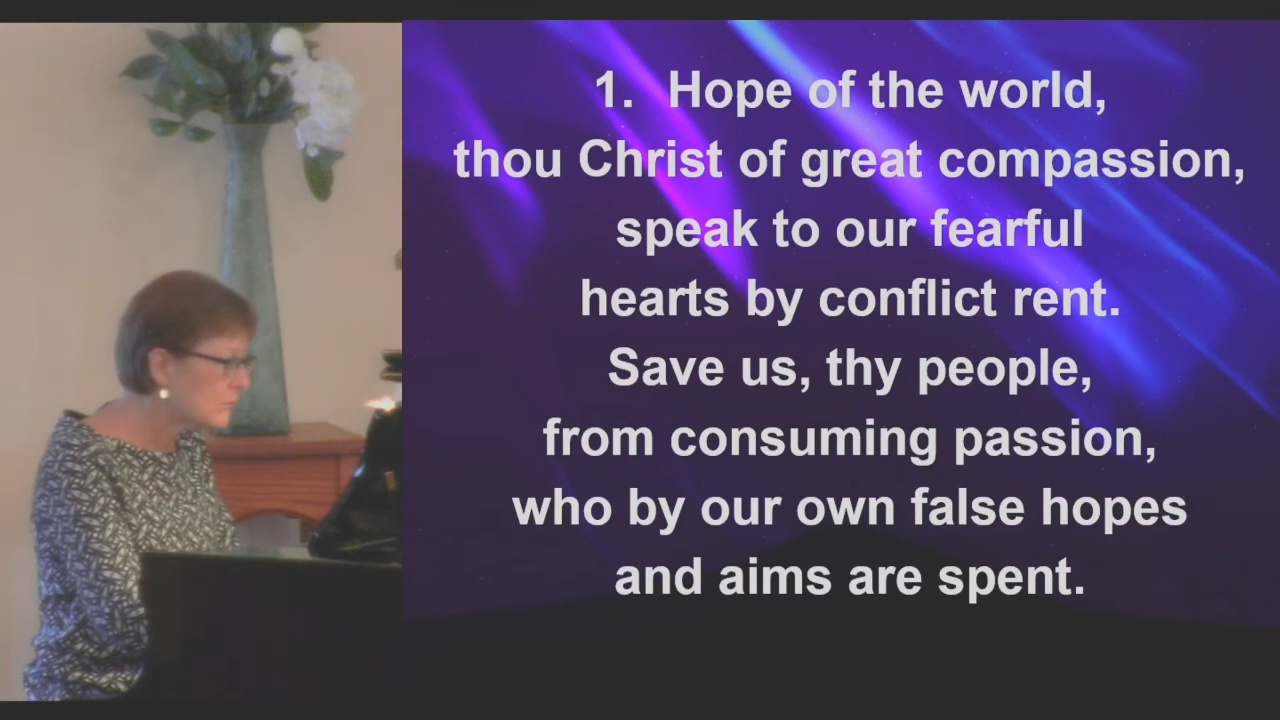 1. Hope of the world,
thou Christ of great compassion,
speak to our fearful
hearts by conflict rent.
Save us, thy people,
from consuming passion,
who by our own false hopes
and aims are spent.